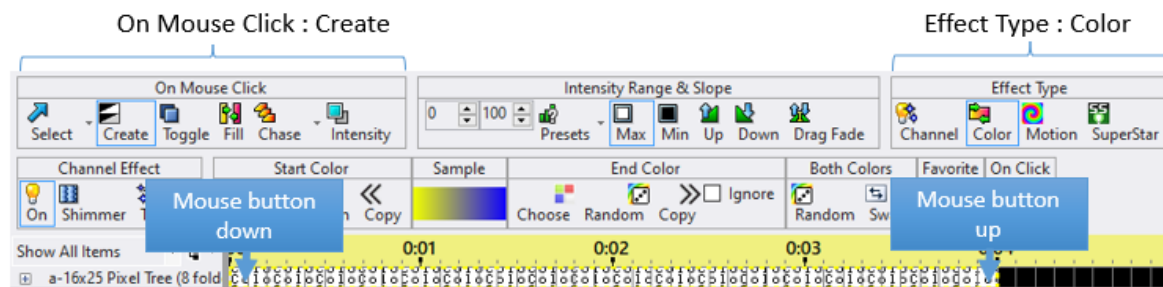 On Mouse Click : Create
Effect Type : Color
On Mouse Click
Intensity Range & Slope
Effect Type
Select Create Toggle Fill Chase Intensity
0 100 Presets Max Min Up Down Drag Fade
Channel Color Motion SuperStar
Channel Effect
Start Color
Sample
End Color
Both Colors
Favorite
On Click
On Shimmer
Copy
Choose Random Copy
Ignore
Random
Mouse button
down
Mouse button
up
Show All Items
0:01 0:02 0:03
a-16x25 Pixel Tree (8 fold